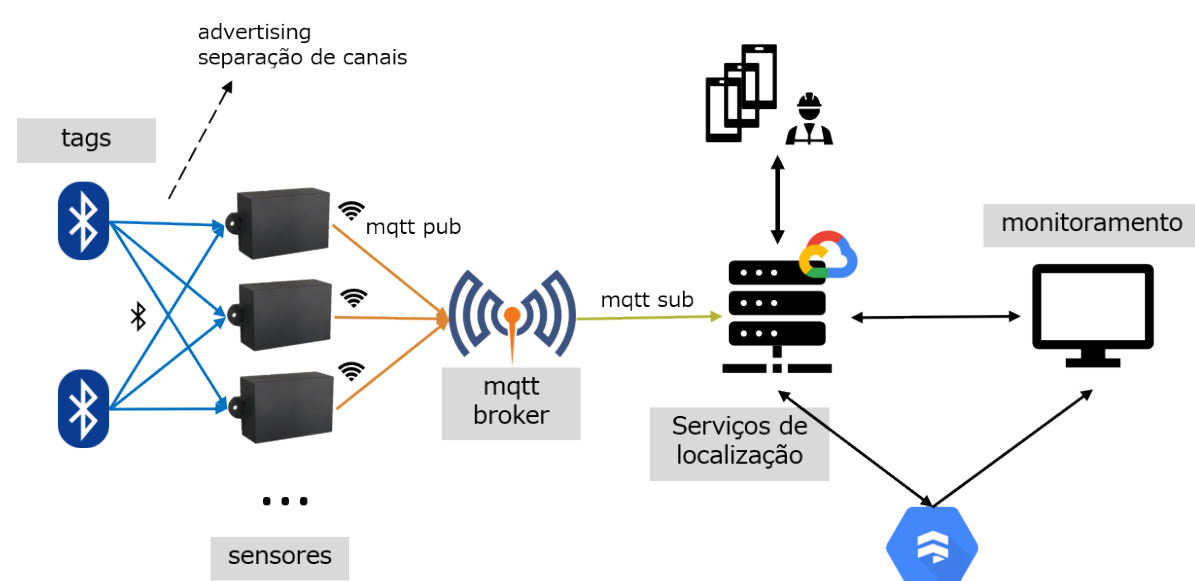 advertising
separação de canais
tags
mqtt pub
monitoramento
mqtt sub
mqtt
broker
Serviços de
localização
sensores